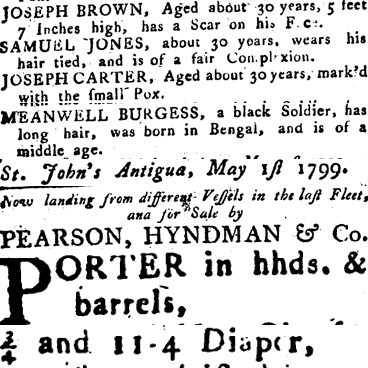 JOSEPH BROWN, Aged about 30 years, 5 feet
7 Inches high, has a Scar on his F.ce.
SAMUEL JONES, about 30 years, wears his
hair tied, and is of a fair Complexion.
JOSEPH CARTER, Aged about 30 years, mark'd
with the ſmall Pox.
MEANWELL BURGESS, a black Soldier, has
long hair, was born in Bengal, and is of a
middle age.
St. John's Antigua, May 1ſt 1799.
Now landing from different Veſſels in the laſt Fleet,
and for Sale by
PEARSON, HYNDMAN & Co.
PORTER in hhds. &
barrels,
¾ and 11-4 Diaper,